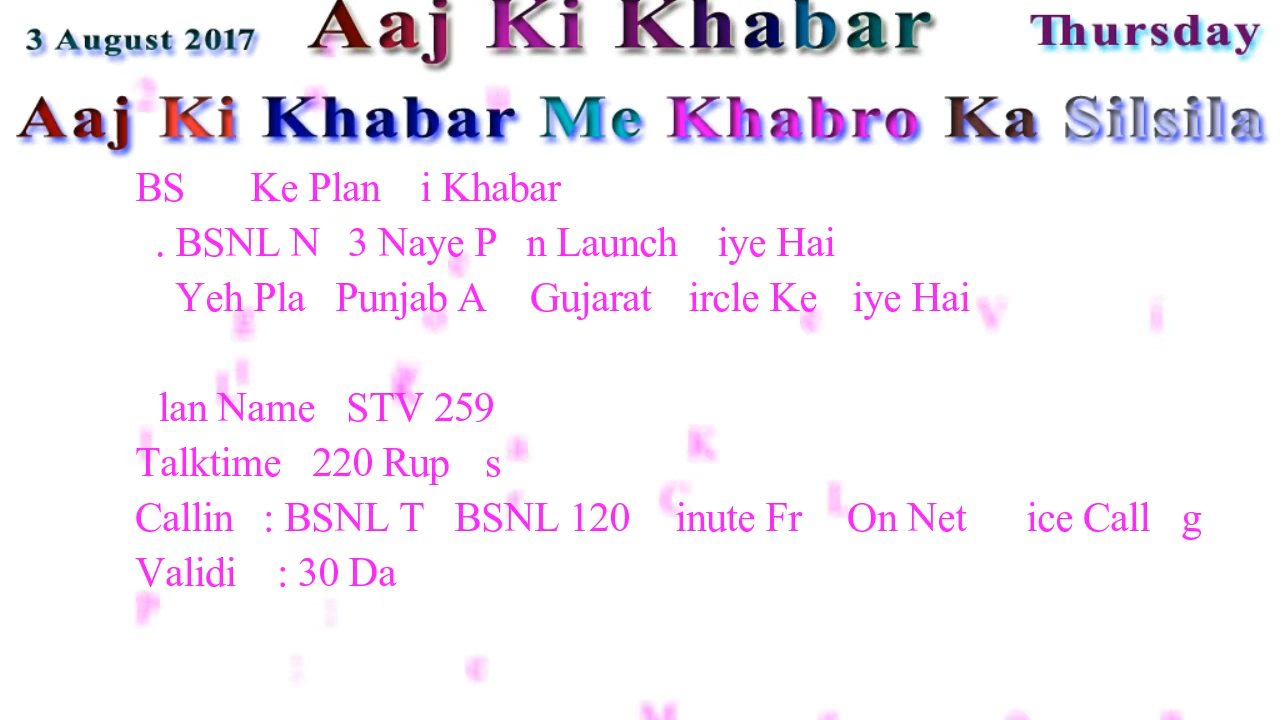 3 August 2017 Aaj Ki Khabar Thursday
Aaj Ki Khabar Me Khabro Ka Silsila
BS Ke Plan i Khabar
. BSNL N 3 Naye P n Launch iye Hai
Yeh Pla Punjab A Gujarat ircle Ke iye Hai
lan Name STV 259
Talktime 220 Rup s
Callin : BSNL T BSNL 120 inute Fr On Net ice Call g
Validi : 30 Da